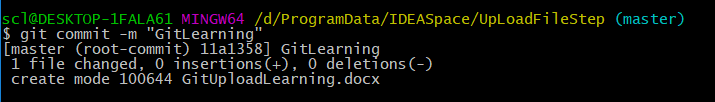 scl@DESKTOP-1FALA61 MINGW64 /d/ProgramData/IDEASpace/UpLoadFileStep (master)
$ git commit -m "GitLearning"
[master (root-commit) 11a1358] GitLearning
 1 file changed, 0 insertions(+), 0 deletions(-)
 create mode 100644 GitUploadLearning.docx